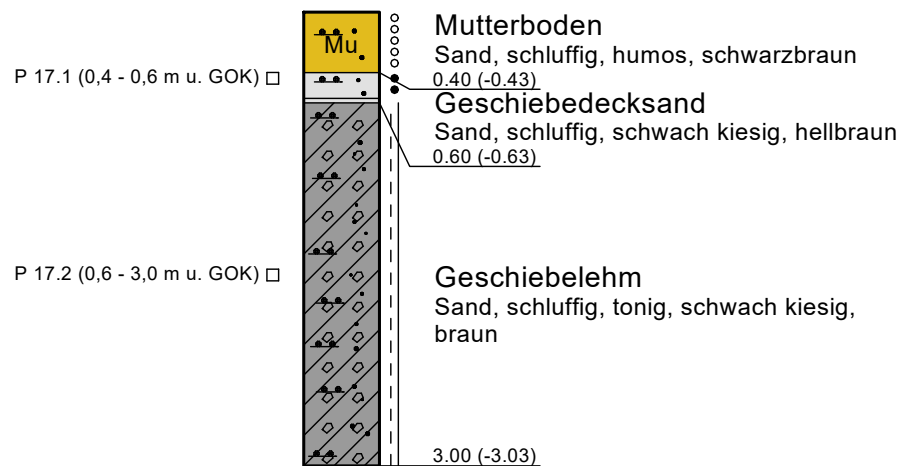 Mutterboden
Mu
Sand, schluffig, humos, schwarzbraun
P 17.1 (0,4 - 0,6 m u. GOK)
0.40 (-0.43)
Geschiebedecksand
Sand, schluffig, schwach kiesig, hellbraun
0.60 (-0.63)
P 17.2 (0,6 - 3,0 m u. GOK)
Geschiebelehm
Sand, schluffig, tonig, schwach kiesig,
braun
3.00 (-3.03)